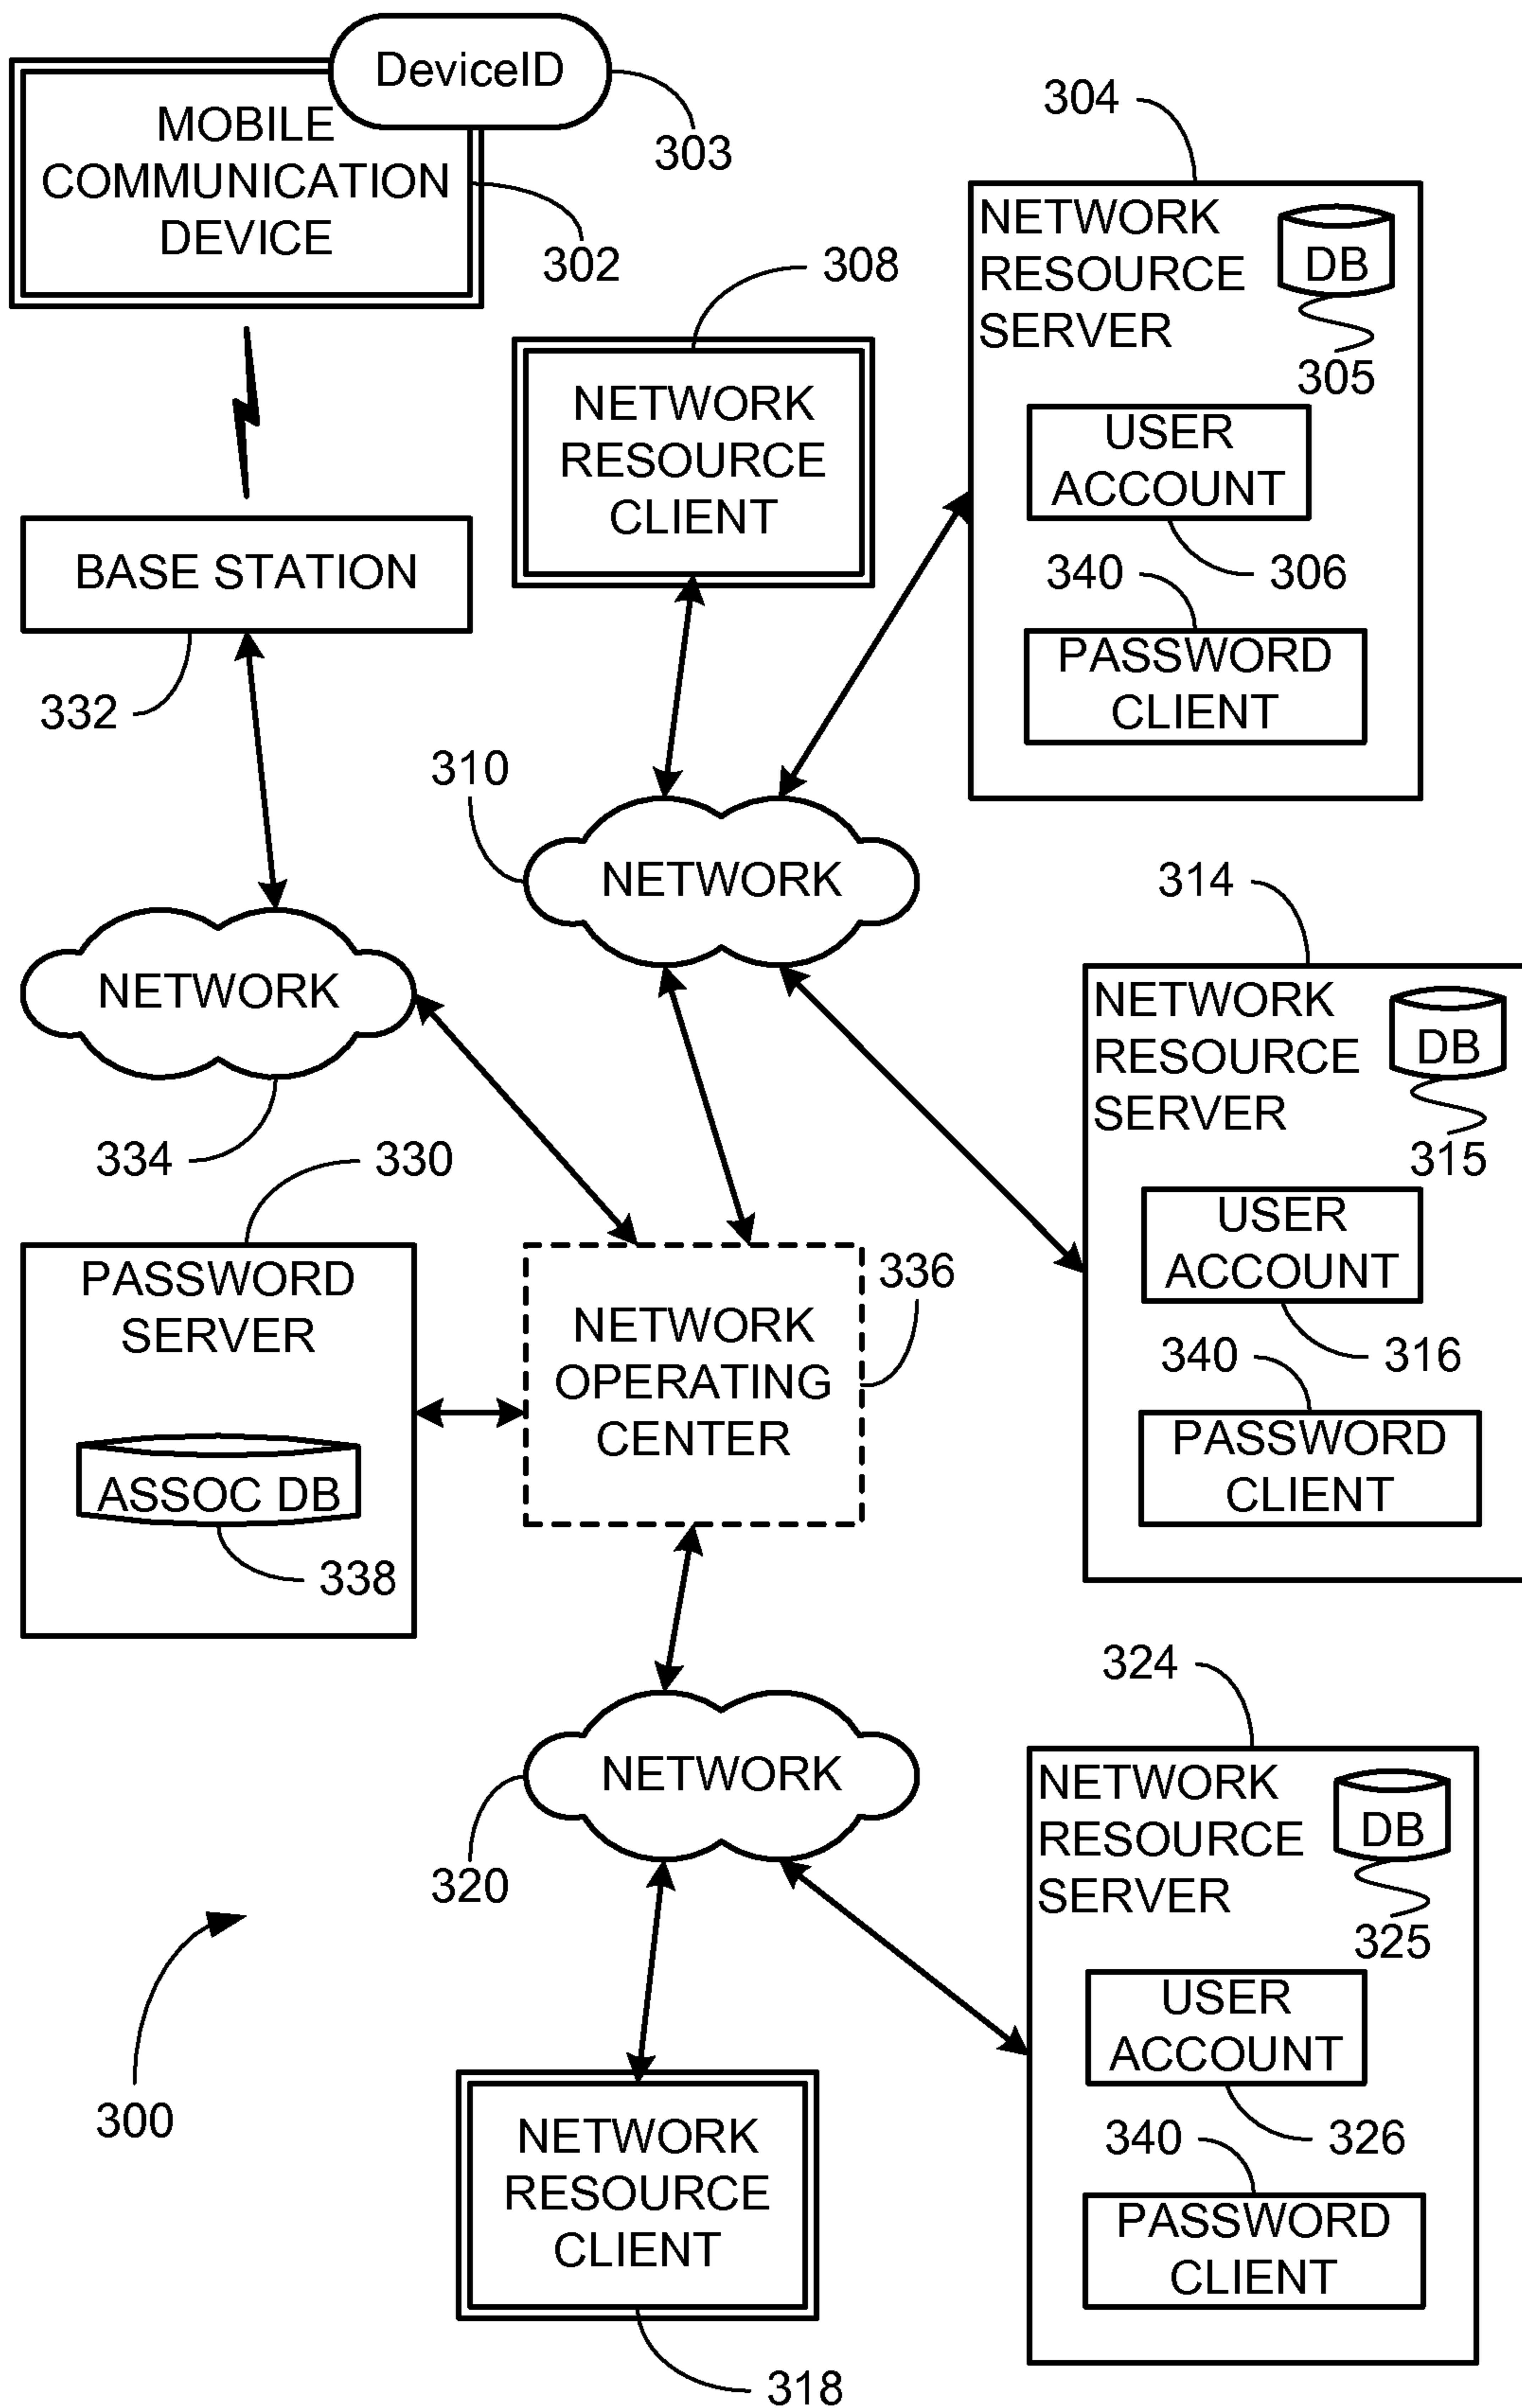 DeviceID
303
MOBILE
COMMUNICATION
DEVICE
302
308
NETWORK
RESOURCE
CLIENT
304
NETWORK
RESOURCE
SERVER
DB
305
USER
ACCOUNT
306
340
PASSWORD
CLIENT
BASE STATION
332
310
NETWORK
NETWORK
334
314
NETWORK
RESOURCE
SERVER
DB
315
USER
ACCOUNT
316
340
PASSWORD
CLIENT
330
PASSWORD
SERVER
ASSOC DB
338
336
NETWORK
OPERATING
CENTER
NETWORK
320
324
NETWORK
RESOURCE
SERVER
DB
325
USER
ACCOUNT
326
340
PASSWORD
CLIENT
300
NETWORK
RESOURCE
CLIENT
318